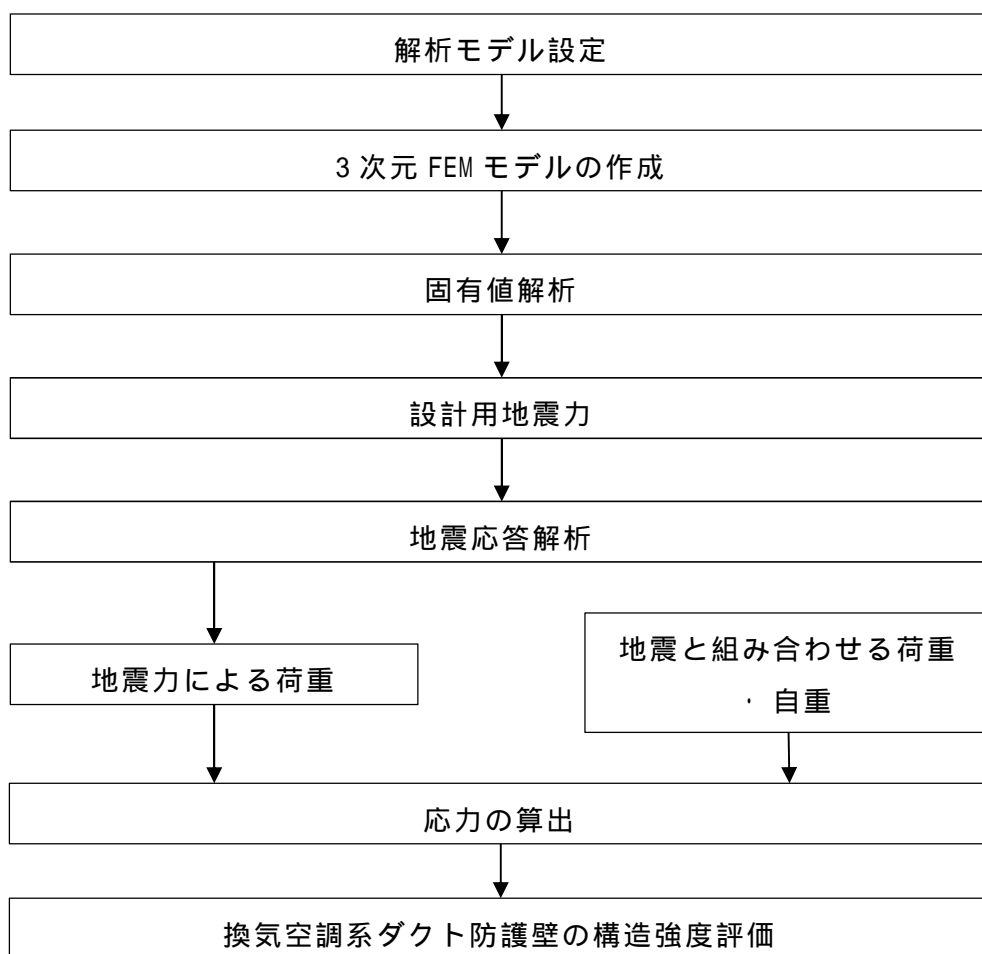 解析モデル設定
3 次元 FEM モデルの作成
固有値解析
設計用地震力
地震応答解析
地震力による荷重
地震と組み合わせる荷重
・ 自重
応力の算出
換気空調系ダクト防護壁の構造強度評価